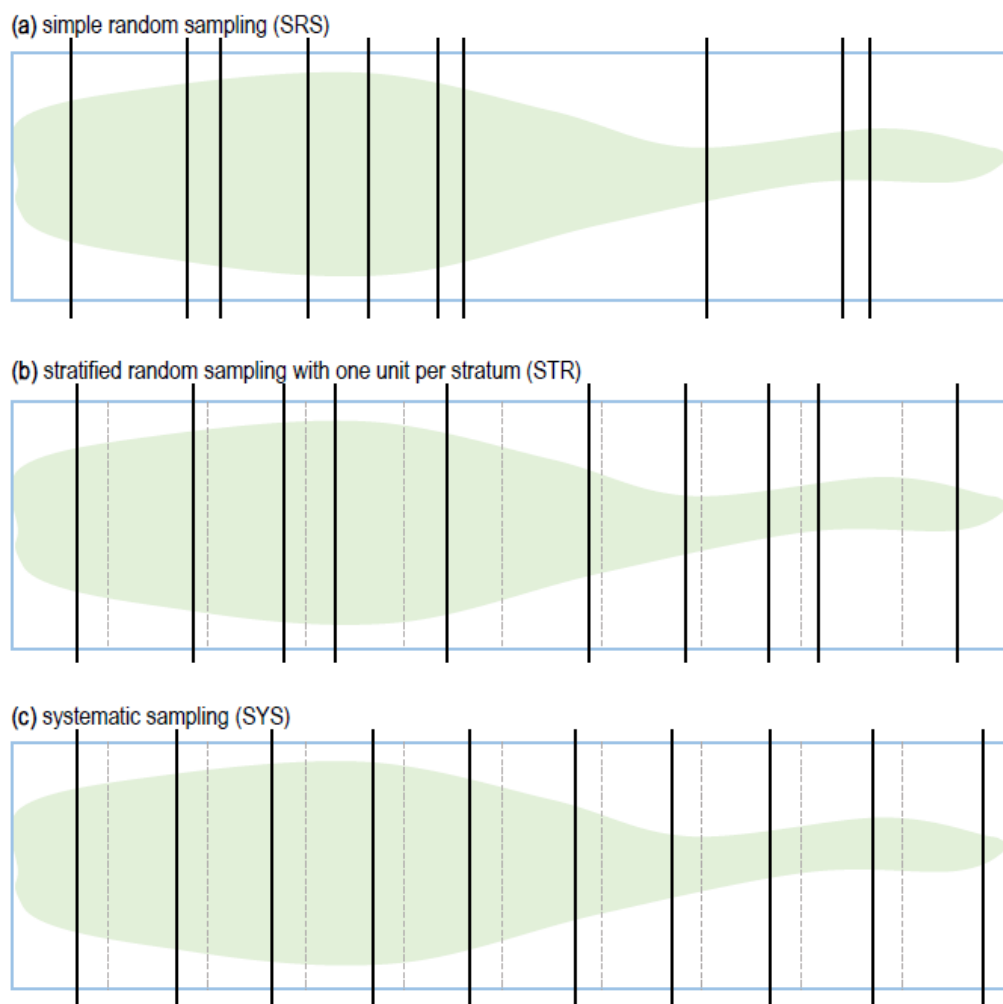 (a) simple random sampling (SRS)
(b) stratified random sampling with one unit per stratum (STR)
(c) systematic sampling (SYS)